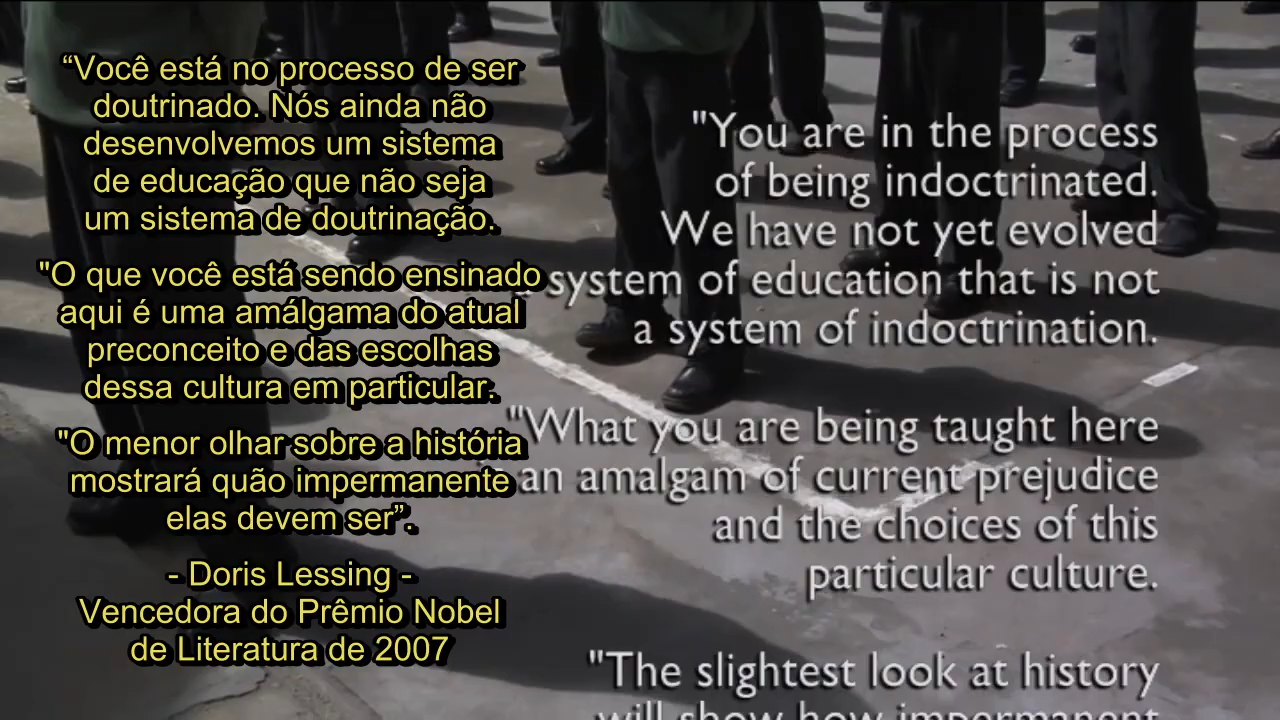 “Você está no processo de ser
doutrinado. Nós ainda não
desenvolvemos um sistema
de educação que não seja
um sistema de doutrinação.
"O que você está sendo ensinado
aqui é uma amálgama do atual
preconceito e das escolhas
dessa cultura em particular.
"O menor olhar sobre a história
mostrará quão impermanente
elas devem ser”.
- Doris Lessing -
Vencedora do Prêmio Nobel
de Literatura de 2007
"You are in the process
of being indoctrinated.
We have not yet evolved
system of education that is not
a system of indoctrination.
"What you are being taught here
an amalgam of current prejudice
and the choices of this
particular culture.
"The slightest look at history
will show how impermanent